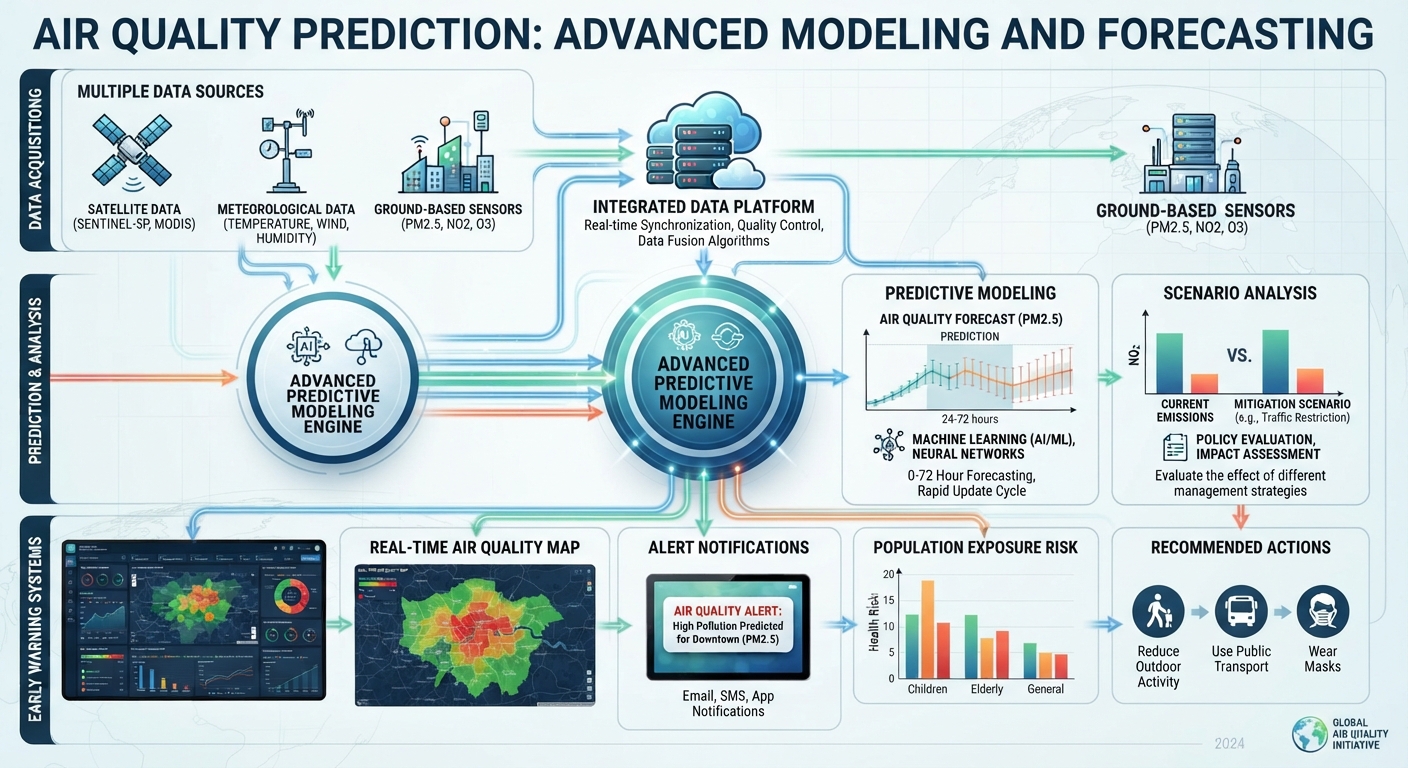 AIR QUALITY PREDICTION: ADVANCED MODELING AND FORECASTING
DATA ACQUISITIONG
MULTIPLE DATA SOURCES
SATELLITE DATA
(SENTINEL-SP, MODIS)
METEOROLOGICAL DATA
(TEMPERATURE, WIND,
HUMIDITY)
GROUND-BASED SENSORS
(PM2.5, NO2, O3)
INTEGRATED DATA PLATFORM
Real-time Synchronization, Quality Control,
Data Fusion Algorithms
GROUND-BASED SENSORS
(PM2.5, NO2, O3)
PREDICTION & ANALYSIS
AI
ADVANCED
PREDICTIVE
MODELING
ENGINE
AI
ADVANCED
PREDICTIVE
MODELING
ENGINE
PREDICTIVE MODELING
AIR QUALITY FORECAST (PM2.5)
PREDICTION
24-72 hours
MACHINE LEARNING (AI/ML),
NEURAL NETWORKS
0-72 Hour Forecasting,
Rapid Update Cycle
SCENARIO ANALYSIS
NO₂
VS.
CURRENT
EMISSIONS
MITIGATION SCENARIO
(6.g., Traffic Restriction)
POLICY EVALUATION,
IMPACT ASSESSMENT
Evaluate the effect of different
management strategies
EARLY WARNING SYSTEMIS
REAL-TIME AIR QUALITY MAP
ALERT NOTIFICATIONS
AIR QUALITY ALERT:
High Pollution Predicted
for Downtown (PM2.5)
Email, SMS, App
Notifications
POPULATION EXPOSURE RISK
Health Risk
20
15
10
5
0
Children
Elderly
General
RECOMMENDED ACTIONS
Reduce
Outdoor
Activity
Use Public
Transport
Wear
Masks
2024
GLOBAL
AIB QUALITY
INITIATIVE